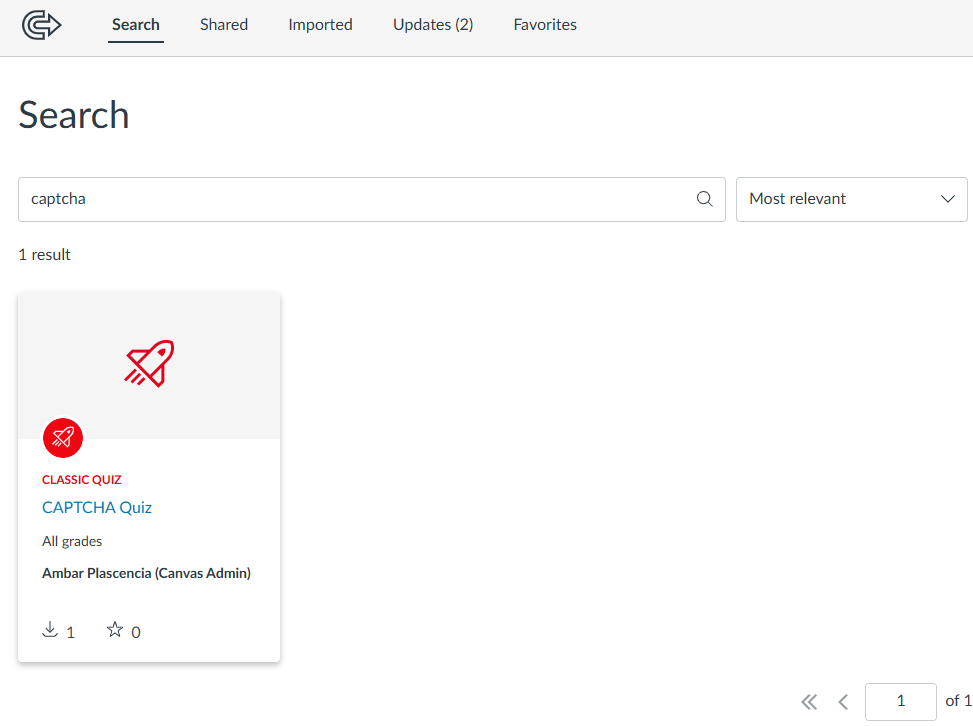 Search Shared Imported Updates (2) Favorites
Search
captcha
Most relevant
1 result
CLASSIC QUIZ
CAPTCHA Quiz
All grades
Ambar Plascencia (Canvas Admin)
1 0
1 of 1